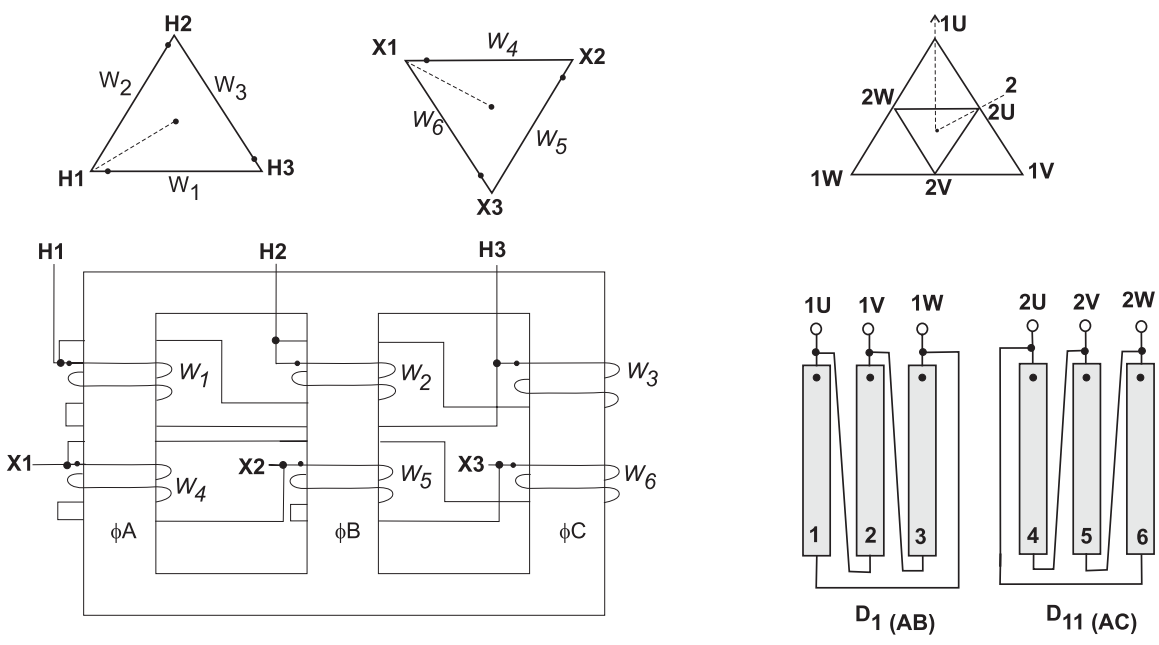 H2
W2
W3
H1
H3
W1
X1
W4
X2
W6
W5
X3
1U
2W
2
2U
1W
2V
1V
H1
H2
H3
W1
W2
W3
X1
X2
X3
W4
W5
W6
ϕA
ϕB
ϕC
1U 1V 1W
2U 2V 2W
1 2 3
4 5 6
D1 (AB)
D11 (AC)